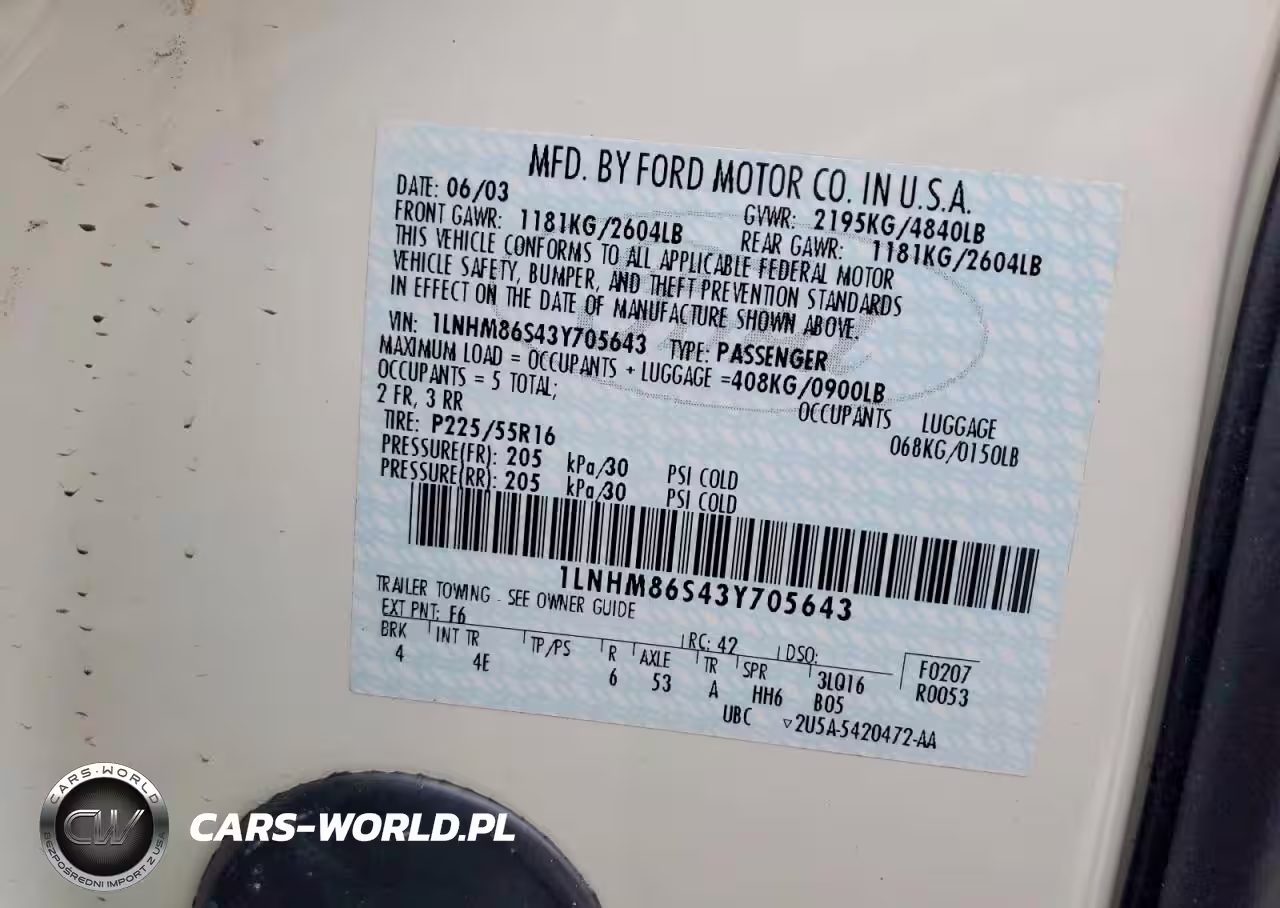 MFD. BY FORD MOTOR CO. IN U.S.A.
DATE: 06/03 GVWR: 2195KG/4840LB
FRONT GAWR: 1181KG/2604LB REAR GAWR: 1181KG/2604LB
THIS VEHICLE CONFORMS TO ALL APPLICABLE FEDERAL MOTOR
VEHICLE SAFETY, BUMPER, AND THEFT PREVENTION STANDARDS
IN EFFECT ON THE DATE OF MANUFACTURE SHOWN ABOVE.
VIN: 1LNHM86S43Y705643 TYPE: PASSENGER
MAXIMUM LOAD = OCCUPANTS + LUGGAGE =408KG/0900LB
OCCUPANTS = 5 TOTAL; OCCUPANTS LUGGAGE
2 FR, 3 RR 068KG/0150LB
TIRE: P225/55R16
PRESSURE(FR): 205 kPa/30 PSI COLD
PRESSURE(RR): 205 kPa/30 PSI COLD
1LNHM86S43Y705643
TRAILER TOWING - SEE OWNER GUIDE
EXT PNT: F6 RC: 42 DSO: F0207
BRK INT TR TP/PS R AXLE TR SPR 3LQ16 R0053
4 4E 6 53 A HH6 B05
UBC ▽2U5A-5420472-AA
CARS-WORLD
CW
BEZPOŚREDNI IMPORT Z USA
CARS-WORLD.PL